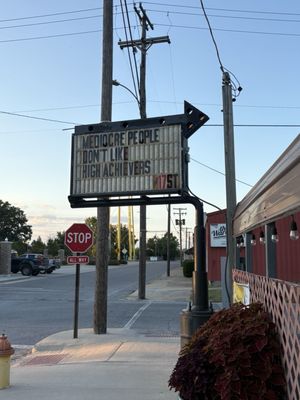 MEDIOCRE PEOPLE
DON'T LIKE
HIGH ACHIEVERS
STOP
ALL WAY